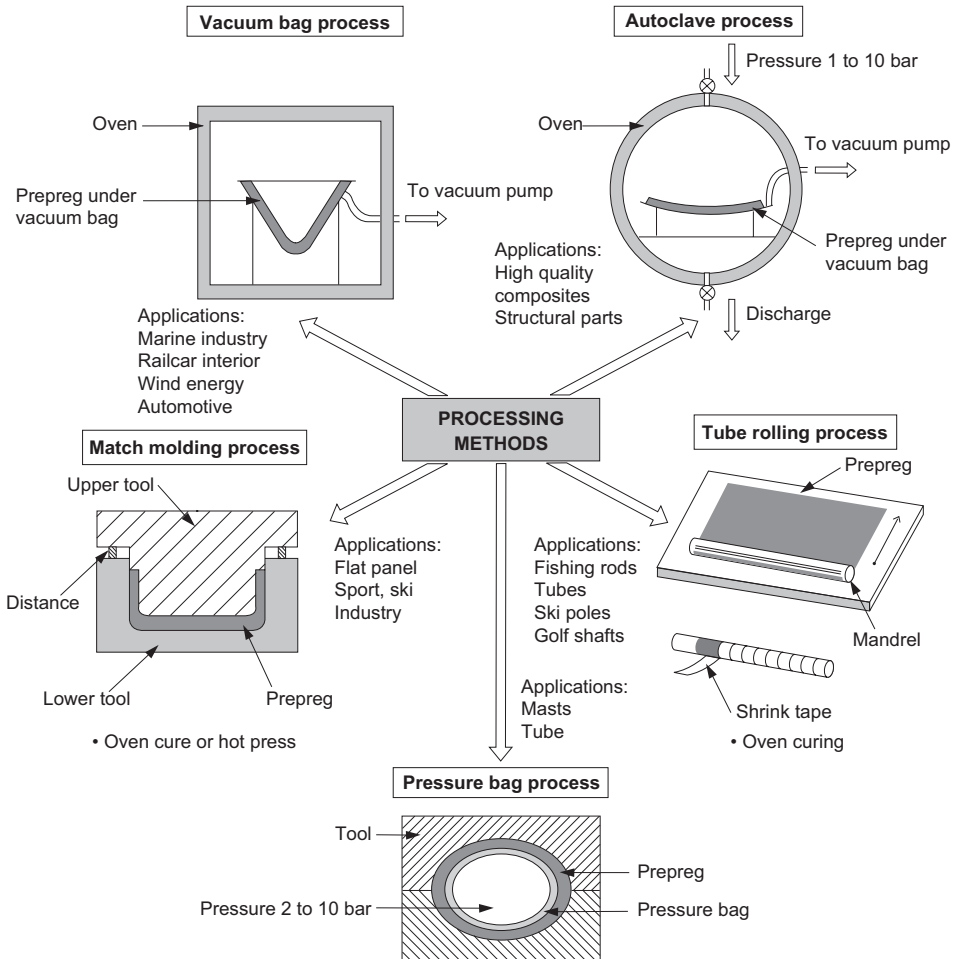 Vacuum bag process
Oven
Prepreg under
vacuum bag
To vacuum pump
Applications:
Marine industry
Railcar interior
Wind energy
Automotive
Autoclave process
Pressure 1 to 10 bar
Oven
To vacuum pump
Prepreg under
vacuum bag
Discharge
Applications:
High quality
composites
Structural parts
PROCESSING
METHODS
Match molding process
Upper tool
Distance
Lower tool
Prepreg
• Oven cure or hot press
Applications:
Flat panel
Sport, ski
Industry
Tube rolling process
Prepreg
Mandrel
Shrink tape
• Oven curing
Applications:
Fishing rods
Tubes
Ski poles
Golf shafts
Applications:
Masts
Tube
Pressure bag process
Tool
Prepreg
Pressure 2 to 10 bar
Pressure bag